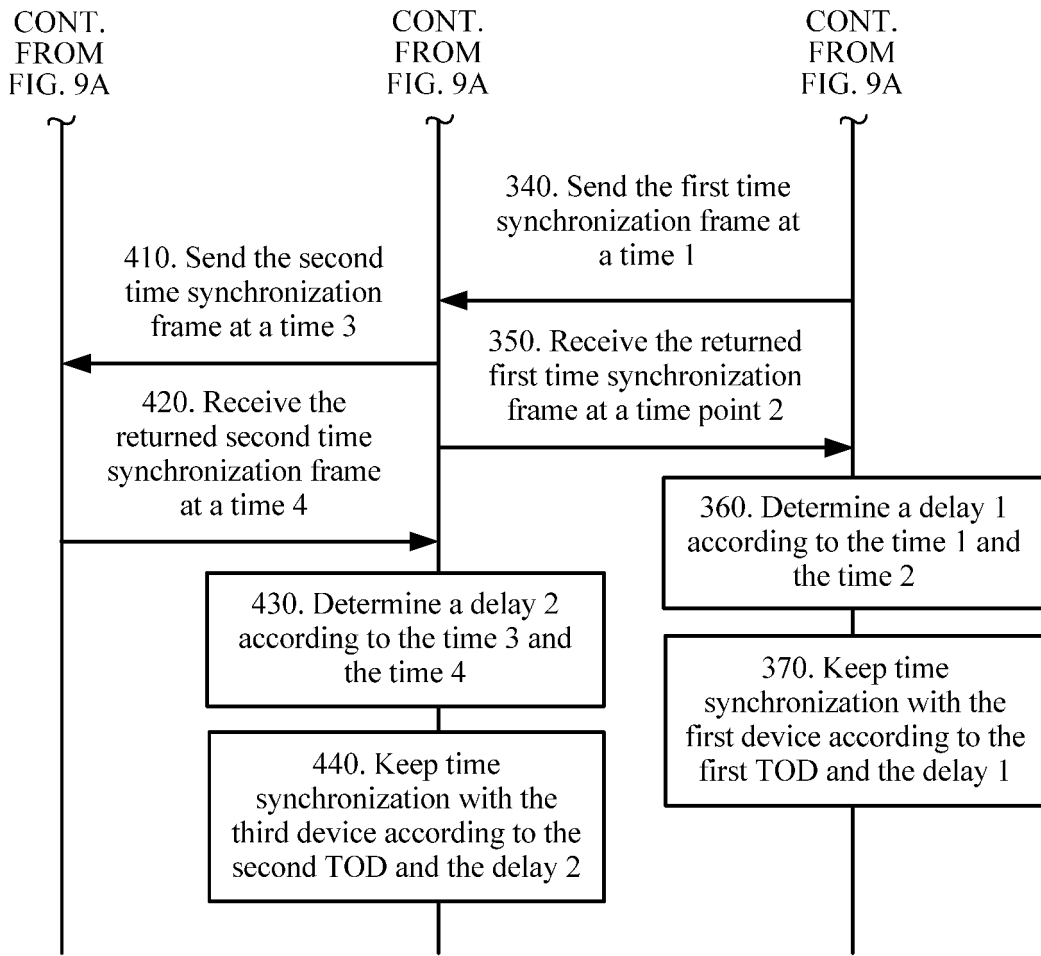 CONT.
FROM
FIG. 9A
CONT.
FROM
FIG. 9A
CONT.
FROM
FIG. 9A
340. Send the first time
synchronization frame at
a time 1
410. Send the second
time synchronization
frame at a time 3
350. Receive the returned
first time synchronization
frame at a time point 2
420. Receive the
returned second time
synchronization frame
at a time 4
360. Determine a delay 1
according to the time 1 and
the time 2
430. Determine a delay 2
according to the time 3 and
the time 4
370. Keep time
synchronization with the
first device according to the
first TOD and the delay 1
440. Keep time
synchronization with the
third device according to the
second TOD and the delay 2